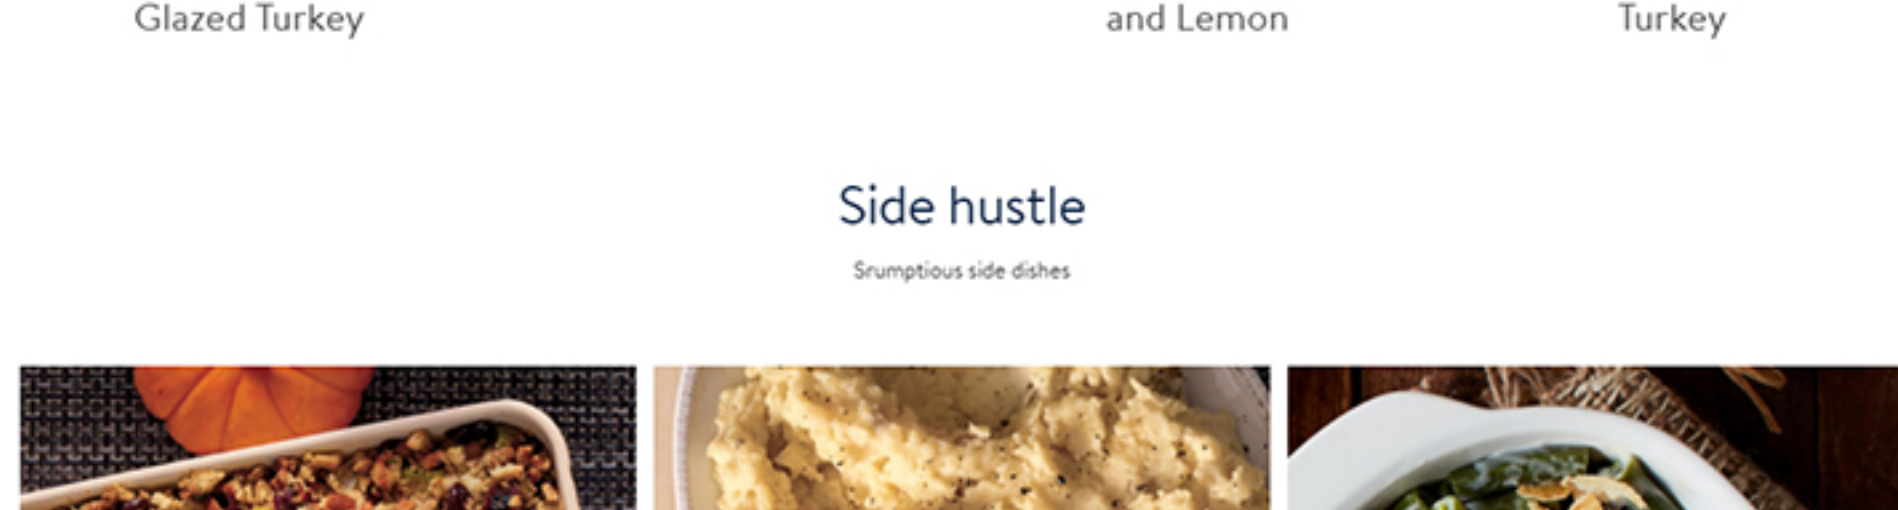 Glazed Turkey
and Lemon
Turkey
Side hustle
Srumptious side dishes